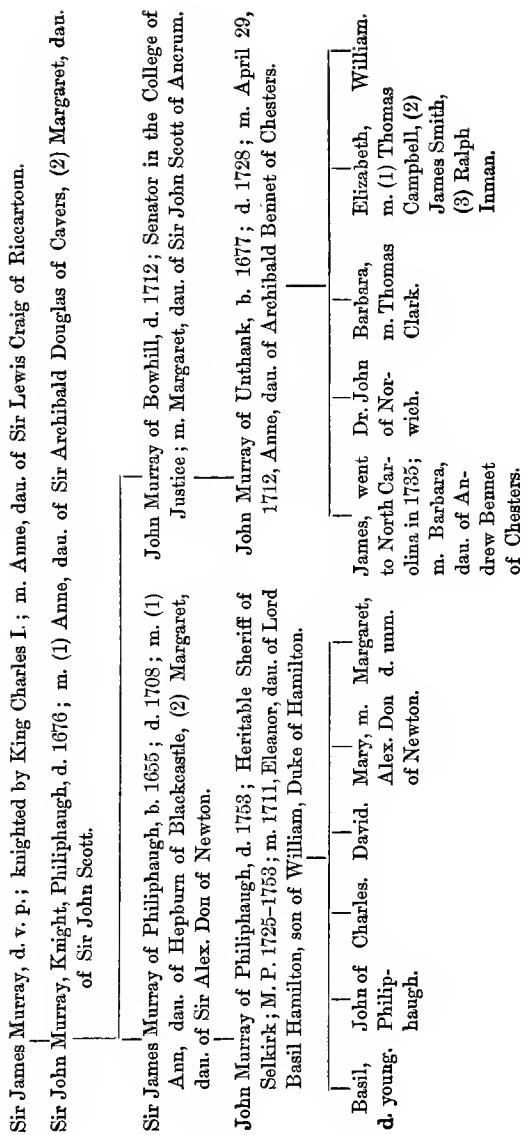 Sir James Murray, d. v. p.; knighted by King Charles I.; m. Anne, dau. of Sir Lewis Craig of Riccartoun.
Sir John Murray, Knight, Philiphaugh, d. 1676; m. (1) Anne, dau. of Sir Archibald Douglas of Cavers, (2) Margaret, dau.
of Sir John Scott.
Sir James Murray of Philiphaugh, b. 1655; d. 1708; m. (1)
Ann, dau. of Hepburn of Blackcastle, (2) Margaret,
dau. of Sir Alex. Don of Newton.
John Murray of Bowhill, d. 1712; Senator in the College of
Justice; m. Margaret, dau. of Sir John Scott of Ancrum.
John Murray of Philiphaugh, d. 1753; Heritable Sheriff of
Selkirk; M. P. 1725-1753; m. 1711, Eleanor, dau. of Lord
Basil Hamilton, son of William, Duke of Hamilton.
John Murray of Unthank, b. 1677; d. 1728; m. April 29,
1712, Anne, dau. of Archibald Bennet of Chesters.
Basil,
d. young.
John of
Philip-
haugh.
Charles.
David.
Mary, m.
Alex. Don
of Newton.
Margaret,
d. unm.
James, went
to North Car-
olina in 1735;
m. Barbara,
dau. of An-
drew Bennet
of Chesters.
Dr. John
of Nor-
wich.
Barbara,
m. Thomas
Clark.
Elizabeth,
m. (1) Thomas
Campbell, (2)
James Smith,
(3) Ralph
Inman.
William.